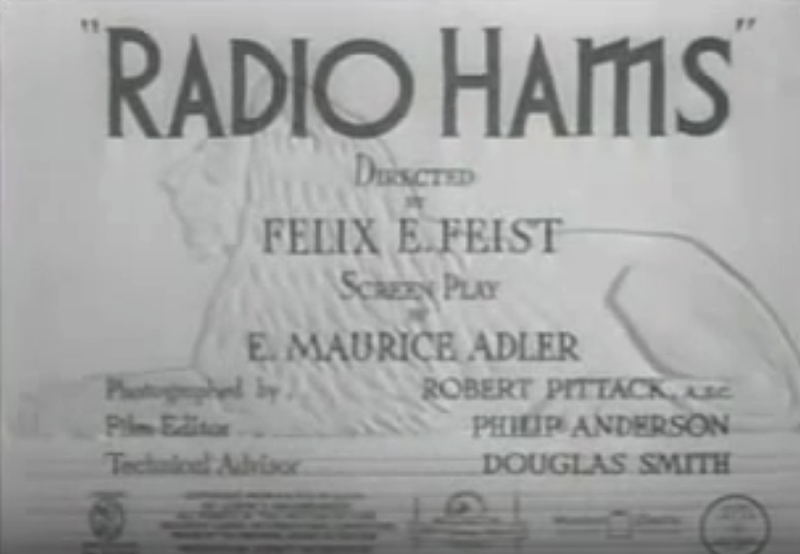 "RADIO HAMS"
DIRECTED
BY
FELIX E. FEIST
SCREEN PLAY
BY
E. MAURICE ADLER
Photographed by ROBERT PITTACK, A.S.C.
Film Editor PHILIP ANDERSON
Technical Advisor DOUGLAS SMITH